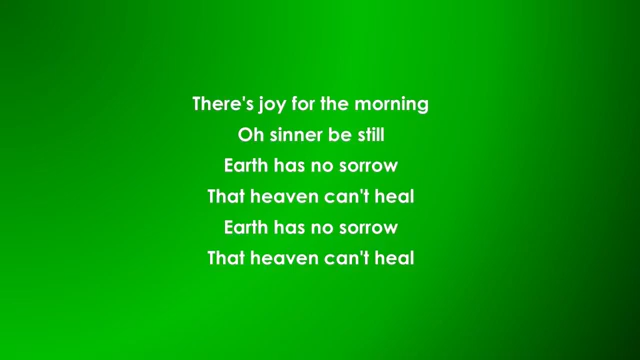 There's joy for the morning
Oh sinner be still
Earth has no sorrow
That heaven can't heal
Earth has no sorrow
That heaven can't heal